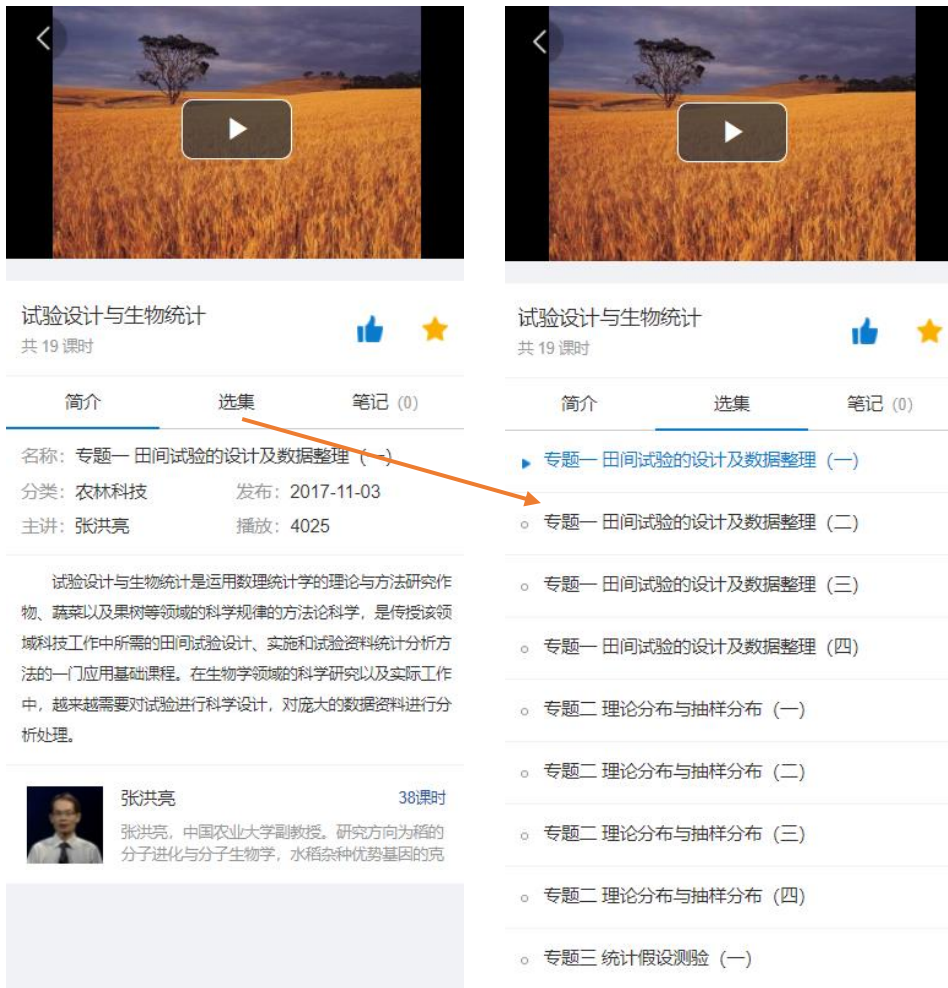 试验设计与生物统计
共 19 课时
简介 选集 笔记 (0)
名称：专题一 田间试验的设计及数据整理 (一)
分类：农林科技 发布：2017-11-03
主讲：张洪亮 播放：4025
试验设计与生物统计是运用数理统计学的理论与方法研究作
物、蔬菜以及果树等领域的科学规律的方法论科学，是传授该领
域科技工作中所需的田间试验设计、实施和试验资料统计分析方
法的一门应用基础课程。在生物学领域的科学研究以及实际工作
中，越来越需要对试验进行科学设计，对庞大的数据资料进行分
析处理。
张洪亮 38课时
张洪亮，中国农业大学副教授。研究方向为稻的
分子进化与分子生物学，水稻杂种优势基因的克
试验设计与生物统计
共 19 课时
简介 选集 笔记 (0)
专题一 田间试验的设计及数据整理 (一)
专题一 田间试验的设计及数据整理 (二)
专题一 田间试验的设计及数据整理 (三)
专题一 田间试验的设计及数据整理 (四)
专题二 理论分布与抽样分布 (一)
专题二 理论分布与抽样分布 (二)
专题二 理论分布与抽样分布 (三)
专题二 理论分布与抽样分布 (四)
专题三 统计假设测验 (一)